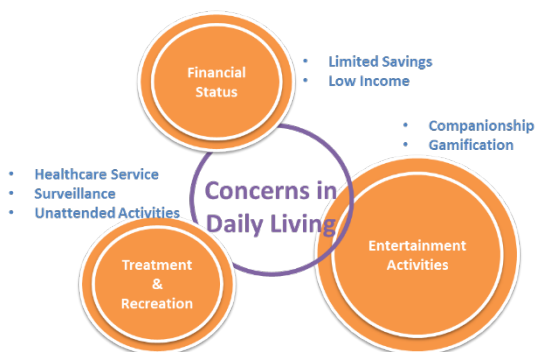 Financial
Status
• Limited Savings
• Low Income
• Companionship
• Gamification
• Healthcare Service
• Surveillance
• Unattended Activities
Concerns in
Daily Living
Entertainment
Activities
Treatment
&
Recreation